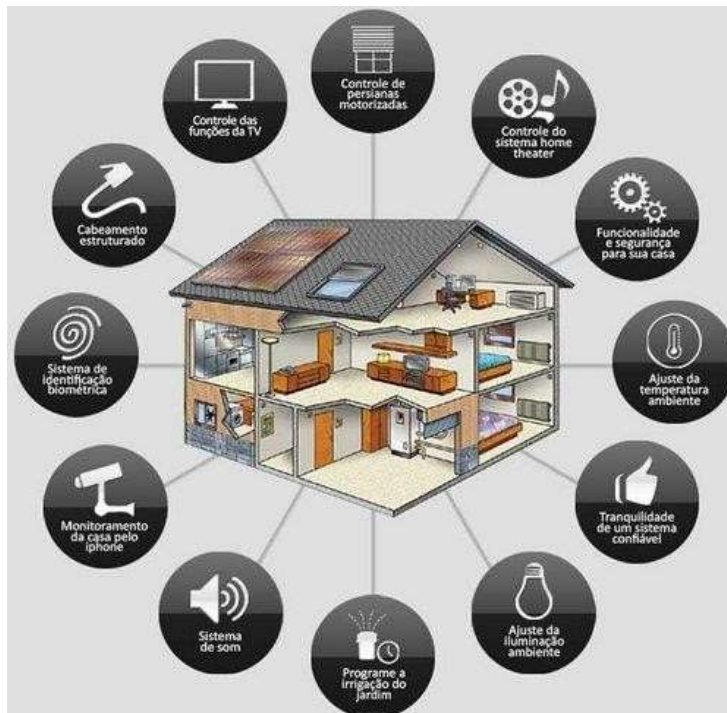 Controle de
persianas
motorizadas
Controle do
sistema home
theater
Funcionalidade
e segurança
para sua casa
Ajuste da
temperatura
ambiente
Tranquilidade
de um sistema
confiável
Ajuste da
iluminação
ambiente
Programe a
irrigação do
jardim
Sistema
de som
Monitoramento
da casa pelo
iphone
Sistema de
identificação
biométrica
Cabeamento
estruturado
Controle das
funções da TV